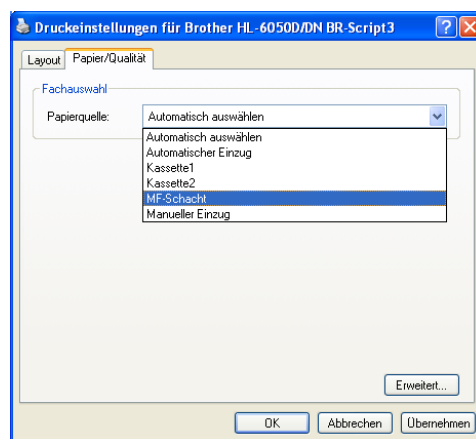 Druckeinstellungen für Brother HL-6050D/DN BR-Script3
Layout Papier/Qualität
Fachauswahl
Papierquelle: Automatisch auswählen
Automatisch auswählen
Automatischer Einzug
Kassette1
Kassette2
MF-Schacht
Manueller Einzug
Erweitert...
OK Abbrechen Übernehmen